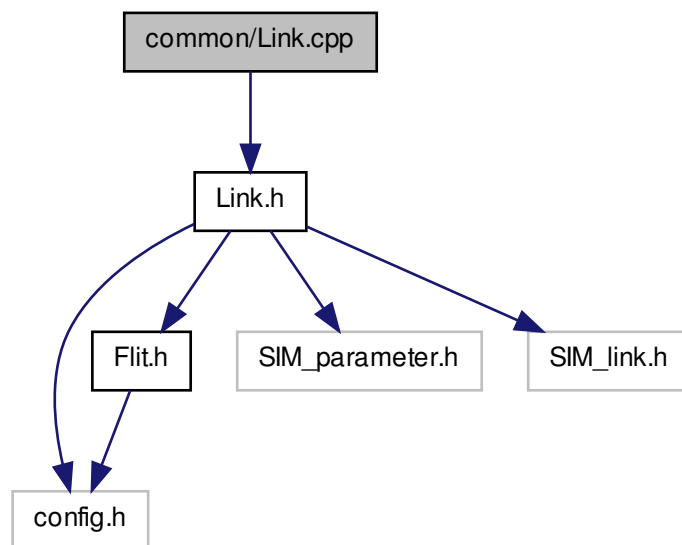 common/Link.cpp
Link.h
Flit.h
SIM_parameter.h
SIM_link.h
config.h